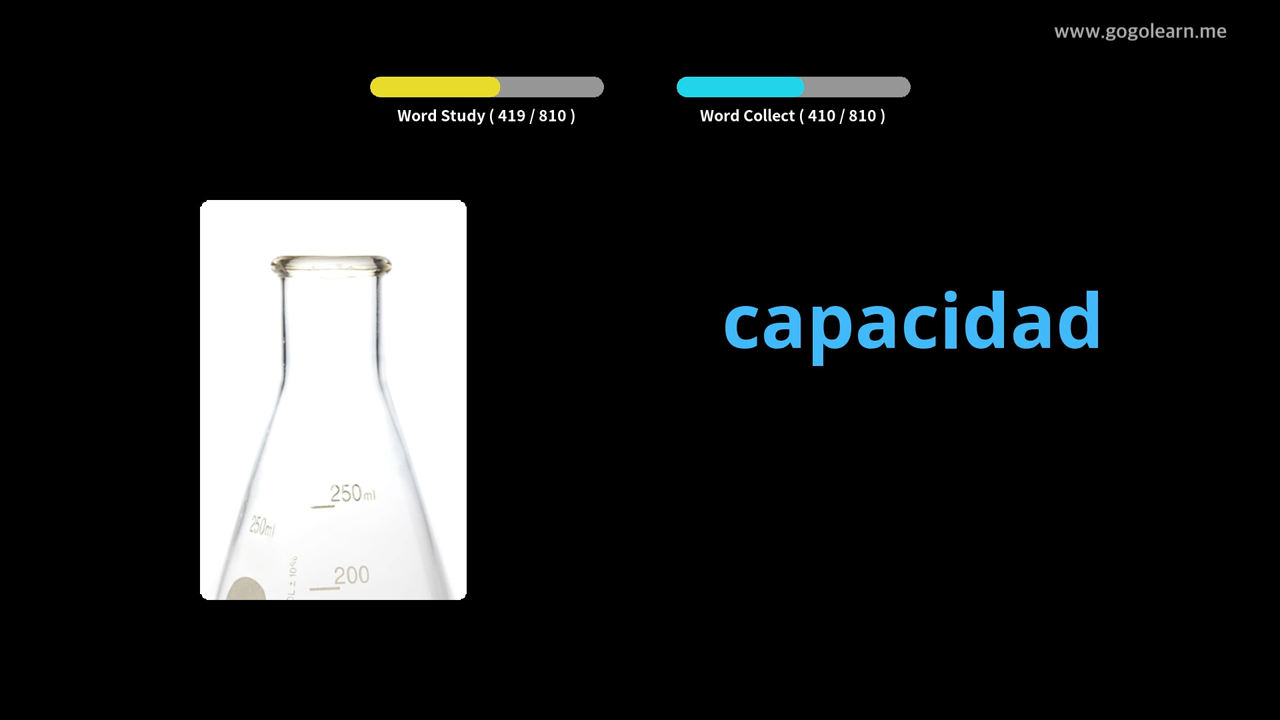 www.gogolearn.me
Word Study ( 419 / 810 )
Word Collect ( 410 / 810 )
capacidad
250ml
250ml
200